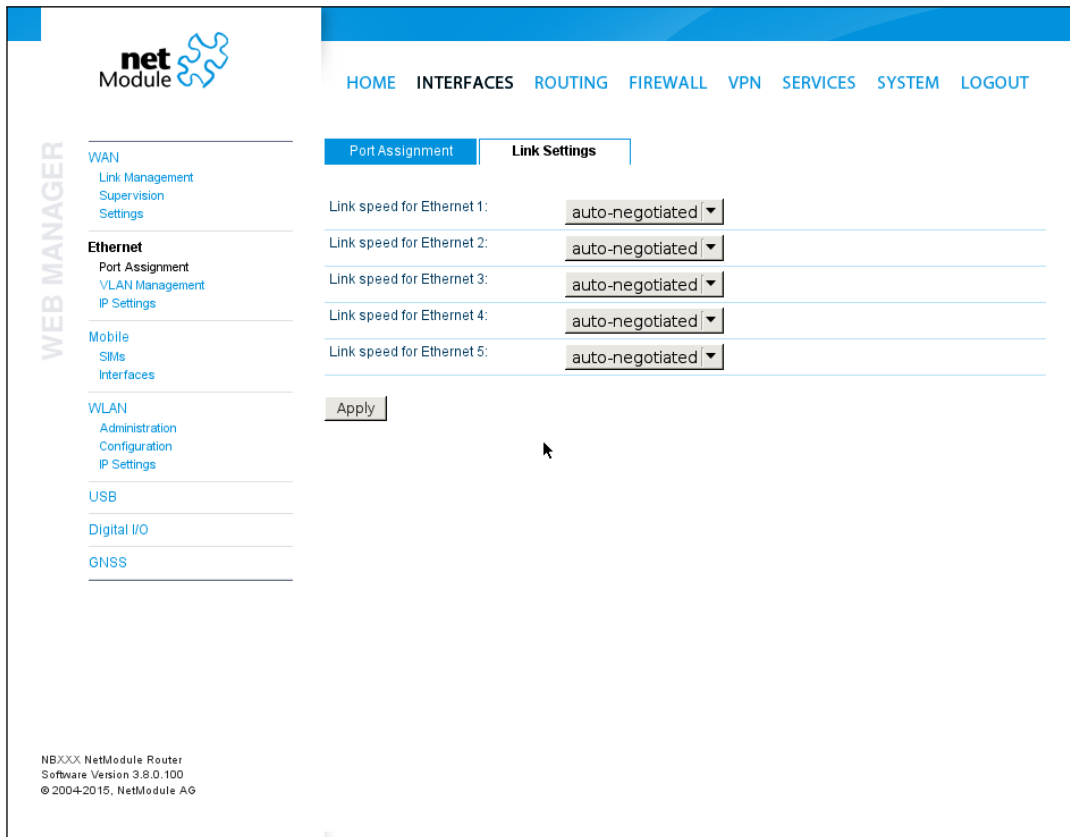 net
Module
HOME INTERFACES ROUTING FIREWALL VPN SERVICES SYSTEM LOGOUT
WEB MANAGER
WAN
Link Management
Supervision
Settings
Ethernet
Port Assignment
VLAN Management
IP Settings
Mobile
SIMs
Interfaces
WLAN
Administration
Configuration
IP Settings
USB
Digital I/O
GNSS
Port Assignment Link Settings
Link speed for Ethernet 1: auto-negotiated
Link speed for Ethernet 2: auto-negotiated
Link speed for Ethernet 3: auto-negotiated
Link speed for Ethernet 4: auto-negotiated
Link speed for Ethernet 5: auto-negotiated
Apply
NBXXX NetModule Router
Software Version 3.8.0.100
© 2004-2015, NetModule AG